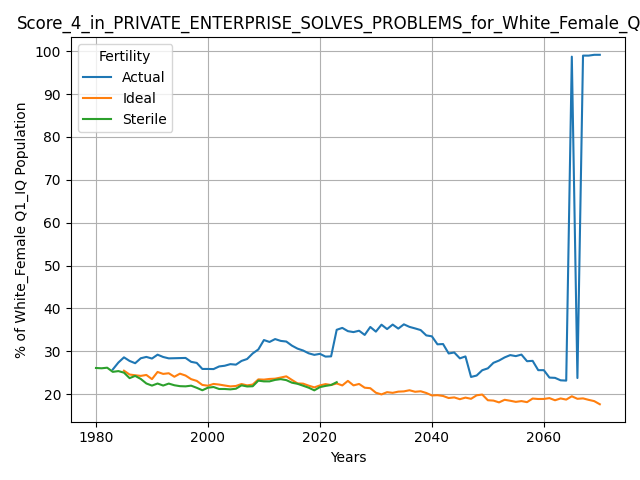 Score_4_in_PRIVATE_ENTERPRISE_SOLVES_PROBLEMS_for_White_Female_Q
Fertility
Actual
Ideal
Sterile
100
90
80
70
60
50
40
30
20
% of White_Female Q1_IQ Population
1980
2000
2020
2040
2060
Years